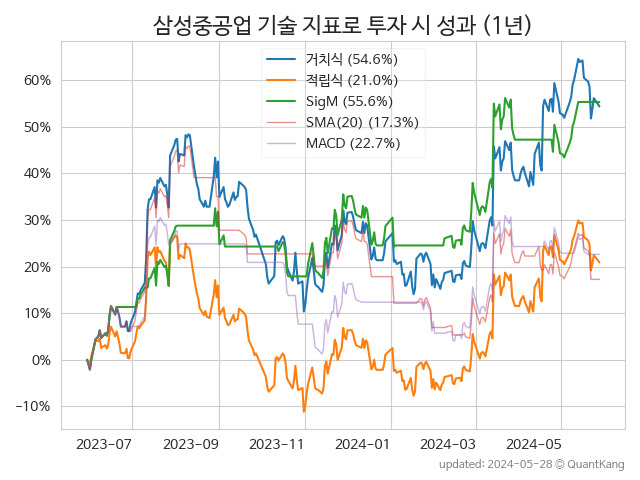 삼성중공업 기술 지표로 투자 시 성과 (1년)
거치식 (54.6%)
적립식 (21.0%)
SigM (55.6%)
SMA(20) (17.3%)
MACD (22.7%)
60%
50%
40%
30%
20%
10%
0%
−10%
2023-07 2023-09 2023-11 2024-01 2024-03 2024-05
updated: 2024-05-28 © QuantKang